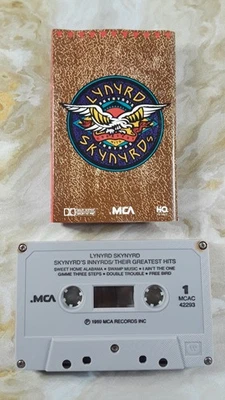 LYNYRD
SKYNYRD's
MCA
HQ
LYNYRD SKYNYRD
SKYNYRD'S INNYRDS/ THEIR GREATEST HITS
SWEET HOME ALABAMA • SWAMP MUSIC • I AIN'T THE ONE
GIMME THREE STEPS • DOUBLE TROUBLE • FREE BIRD
MCA
1
MCAC
42293
© 1989 MCA RECORDS INC